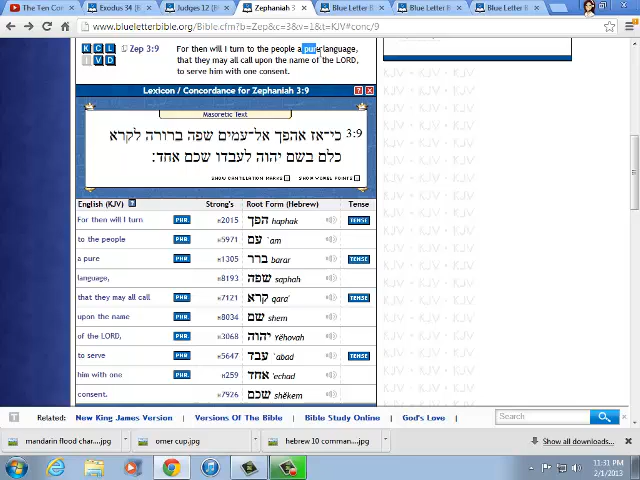 The Ten Co
Exodus 34
Judges 12
Zephaniah 3
Blue Letter B
Blue Letter B
Blue Letter B
www.blueletterbible.org/Bible.cfm?b=Zep&c=3&v=1&t=KJV#conc/9
K C L
I V D
Zep 3:9
For then will I turn to the people a pure language,
that they may all call upon the name of the LORD,
to serve him with one consent.
Lexicon / Concordance for Zephaniah 3:9
Masoretic Text
3:9 כי־אז אהפך אל־עמים שפה ברורה לקרא
כלם בשם יהוה לעבדו שכם אחד׃
SHOW CANTILLATION MARKS
SHOW VOWEL POINTS
English (KJV) Strong's Root Form (Hebrew) Tense
For then will I turn PHR H2015 הפך haphak TENSE
to the people PHR H5971 עם `am
a pure PHR H1305 ברר barar TENSE
language, H8193 שפה saphah
that they may all call PHR H7121 קרא qara' TENSE
upon the name PHR H8034 שם shem
of the LORD, PHR H3068 יהוה Yĕhovah
to serve PHR H5647 עבד `abad TENSE
him with one PHR H259 אחד 'echad
consent. H7926 שכם shĕkem
KJV - KJV - KJV
Related: New King James Version Versions Of The Bible Bible Study Online God's Love Search
mandarin flood char....jpg
omer cup.jpg
hebrew 10 comman....jpg
Show all downloads...
11:31 PM
2/1/2013